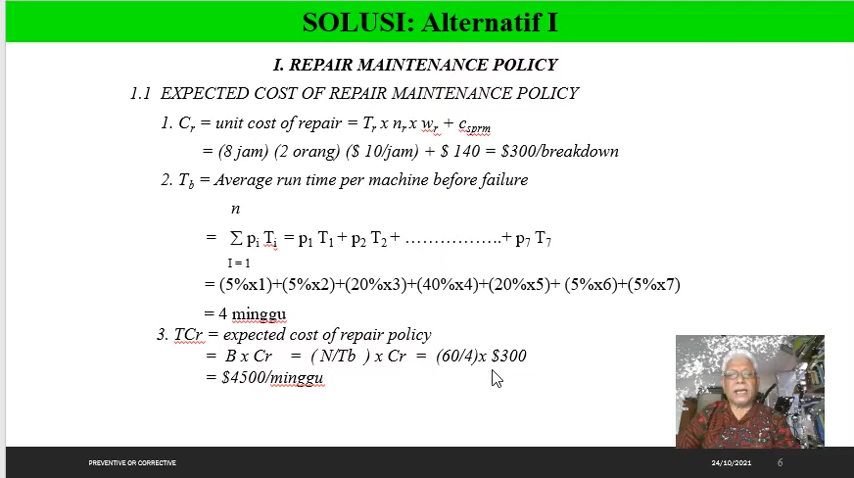 SOLUSI: Alternatif I
I. REPAIR MAINTENANCE POLICY
1.1 EXPECTED COST OF REPAIR MAINTENANCE POLICY
1. Cr = unit cost of repair = Tr x nr x wr + csprm
= (8 jam) (2 orang) ($ 10/jam) + $ 140 = $300/breakdown
2. Tb = Average run time per machine before failure
n
= ∑ pi Ti = p1 T1 + p2 T2 + ……………..+ p7 T7
I = 1
= (5%x1)+(5%x2)+(20%x3)+(40%x4)+(20%x5)+ (5%x6)+(5%x7)
= 4 minggu
3. TCr = expected cost of repair policy
= B x Cr = ( N/Tb ) x Cr = (60/4)x $300
= $4500/minggu
PREVENTIVE OR CORRECTIVE 24/10/2021 6